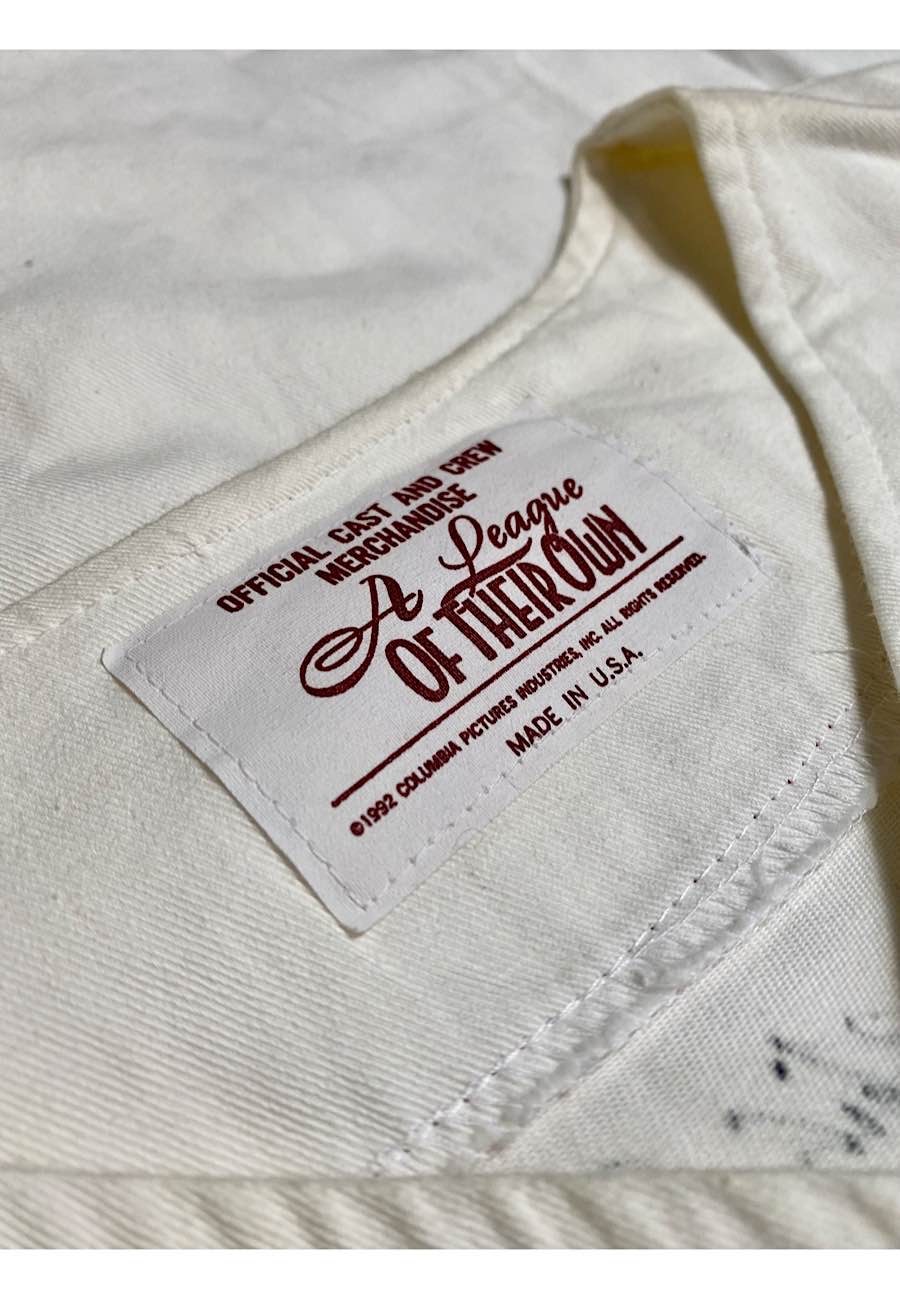 OFFICIAL CAST AND CREW
MERCHANDISE
A League
OF THEIR OWN
©1992 COLUMBIA PICTURES INDUSTRIES, INC. ALL RIGHTS RESERVED.
MADE IN U.S.A.